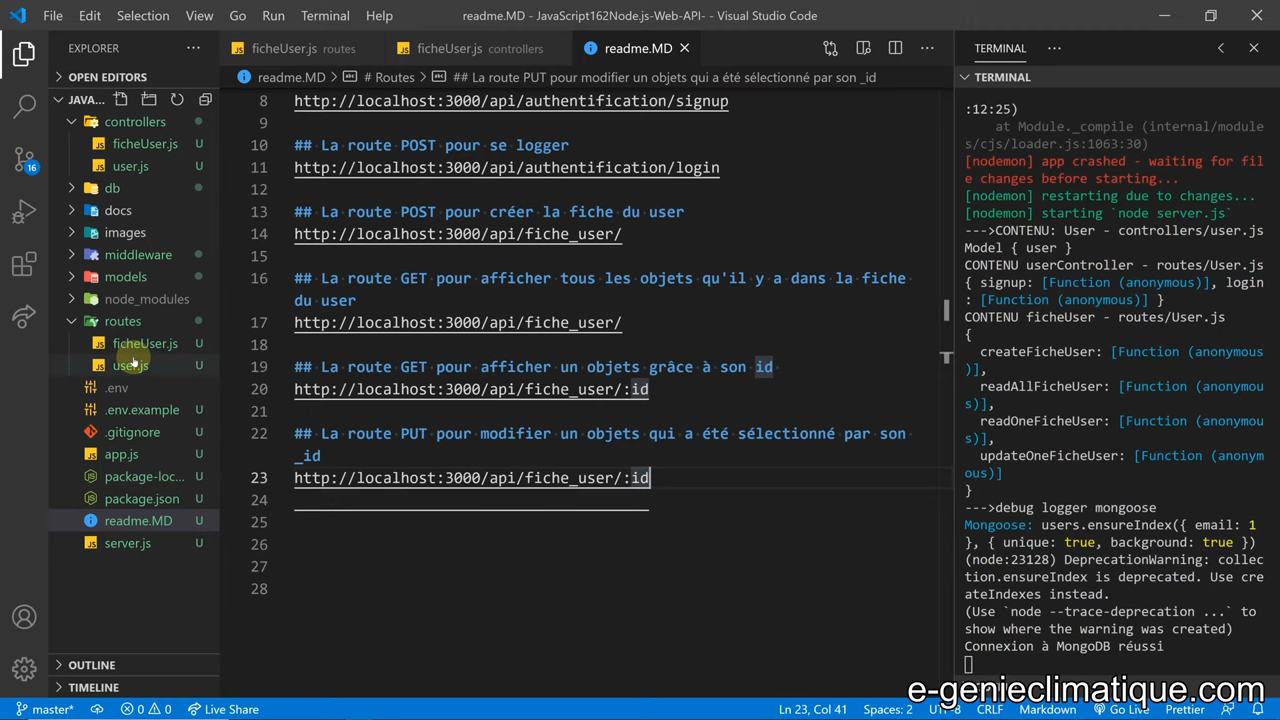 File Edit Selection View Go Run Terminal Help readme.MD - JavaScript162Node.js-Web-API- - Visual Studio Code
EXPLORER ···
OPEN EDITORS
JAVA...
controllers
ficheUser.js U
user.js U
db
docs
images
middleware
models
node_modules
routes
ficheUser.js U
user.js U
.env
.env.example U
.gitignore U
app.js U
package-loc... U
package.json U
readme.MD U
server.js U
OUTLINE
TIMELINE
16
ficheUser.js routes ficheUser.js controllers readme.MD
readme.MD > # Routes > ## La route PUT pour modifier un objets qui a été sélectionné par son _id
8 http://localhost:3000/api/authentification/signup
9
10 ## La route POST pour se logger
11 http://localhost:3000/api/authentification/login
12
13 ## La route POST pour créer la fiche du user
14 http://localhost:3000/api/fiche_user/
15
16 ## La route GET pour afficher tous les objets qu'il y a dans la fiche
du user
17 http://localhost:3000/api/fiche_user/
18
19 ## La route GET pour afficher un objets grâce à son id
20 http://localhost:3000/api/fiche_user/:id
21
22 ## La route PUT pour modifier un objets qui a été sélectionné par son
_id
23 http://localhost:3000/api/fiche_user/:id
24
25
26
27
28
TERMINAL ···
TERMINAL
:12:25)
at Module._compile (internal/module
s/cjs/loader.js:1063:30)
[nodemon] app crashed - waiting for fil
e changes before starting...
[nodemon] restarting due to changes...
[nodemon] starting `node server.js`
--->CONTENU: User - controllers/user.js
Model { user }
CONTENU userController - routes/User.js
{ signup: [Function (anonymous)], login
: [Function (anonymous)] }
CONTENU ficheUser - routes/User.js
{
createFicheUser: [Function (anonymous
)],
readAllFicheUser: [Function (anonymou
s)],
readOneFicheUser: [Function (anonymou
s)],
updateOneFicheUser: [Function (anonym
ous)]
}
--->debug logger mongoose
Mongoose: users.ensureIndex({ email: 1
}, { unique: true, background: true })
(node:23128) DeprecationWarning: collec
tion.ensureIndex is deprecated. Use cre
ateIndexes instead.
(Use `node --trace-deprecation ...` to
show where the warning was created)
Connexion à MongoDB réussi
e-genieclimatique.com
master* 0 0 Live Share Ln 23, Col 41 Spaces: 2 UTF-8 CRLF Markdown Go Live Prettier